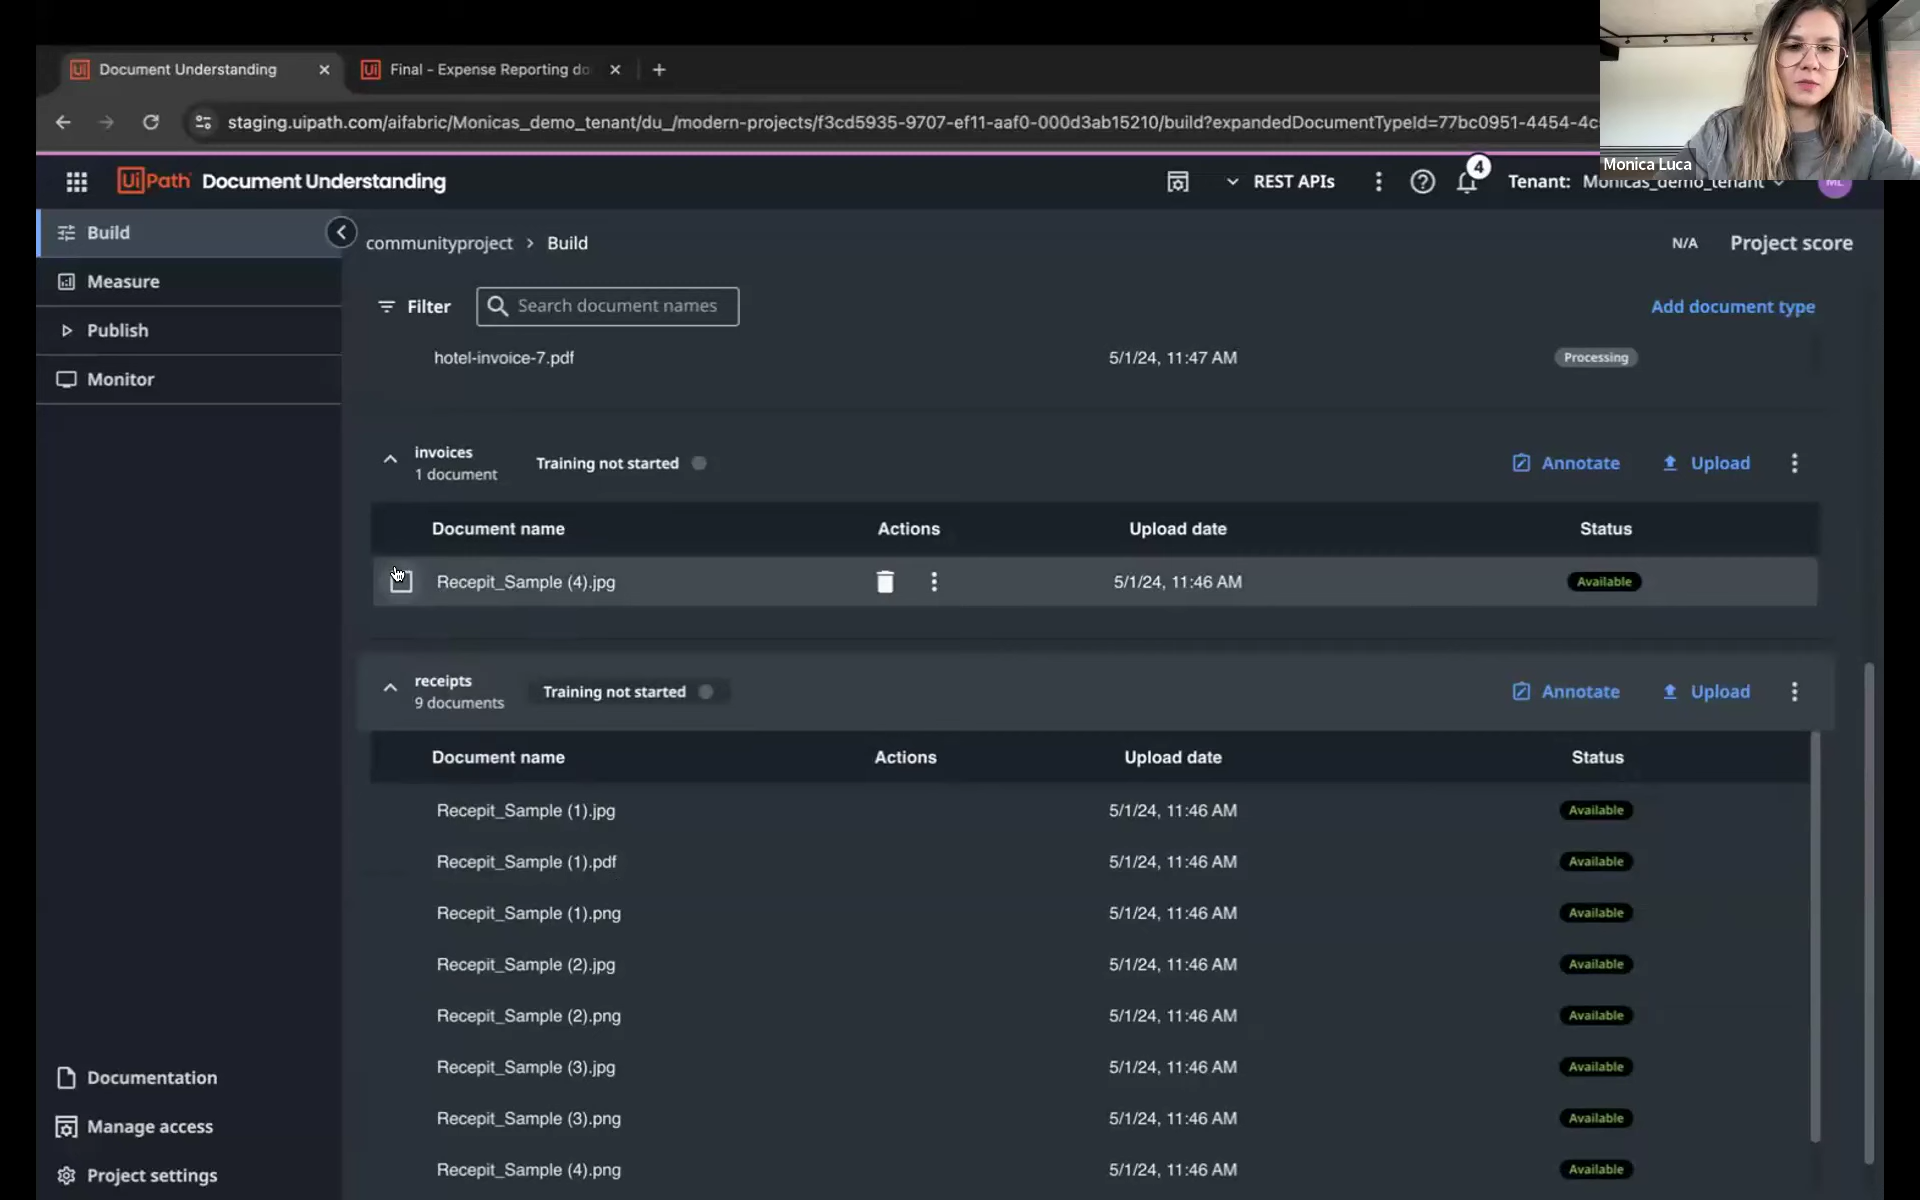 Document Understanding
Final - Expense Reporting do
staging.uipath.com/aifabric/Monicas_demo_tenant/du_/modern-projects/f3cd5935-9707-ef11-aaf0-000d3ab15210/build?expandedDocumentTypeId=77bc0951-4454-4c
Monica Luca
UiPath Document Understanding
REST APIs
4
Tenant: Monicas_demo_tenant
ML
Build
communityproject > Build
N/A Project score
Measure
Publish
Monitor
Filter
Search document names
Add document type
hotel-invoice-7.pdf 5/1/24, 11:47 AM Processing
invoices
1 document
Training not started
Annotate Upload
Document name Actions Upload date Status
Recepit_Sample (4).jpg 5/1/24, 11:46 AM Available
receipts
9 documents
Training not started
Annotate Upload
Document name Actions Upload date Status
Recepit_Sample (1).jpg 5/1/24, 11:46 AM Available
Recepit_Sample (1).pdf 5/1/24, 11:46 AM Available
Recepit_Sample (1).png 5/1/24, 11:46 AM Available
Recepit_Sample (2).jpg 5/1/24, 11:46 AM Available
Recepit_Sample (2).png 5/1/24, 11:46 AM Available
Recepit_Sample (3).jpg 5/1/24, 11:46 AM Available
Recepit_Sample (3).png 5/1/24, 11:46 AM Available
Recepit_Sample (4).png 5/1/24, 11:46 AM Available
Documentation
Manage access
Project settings